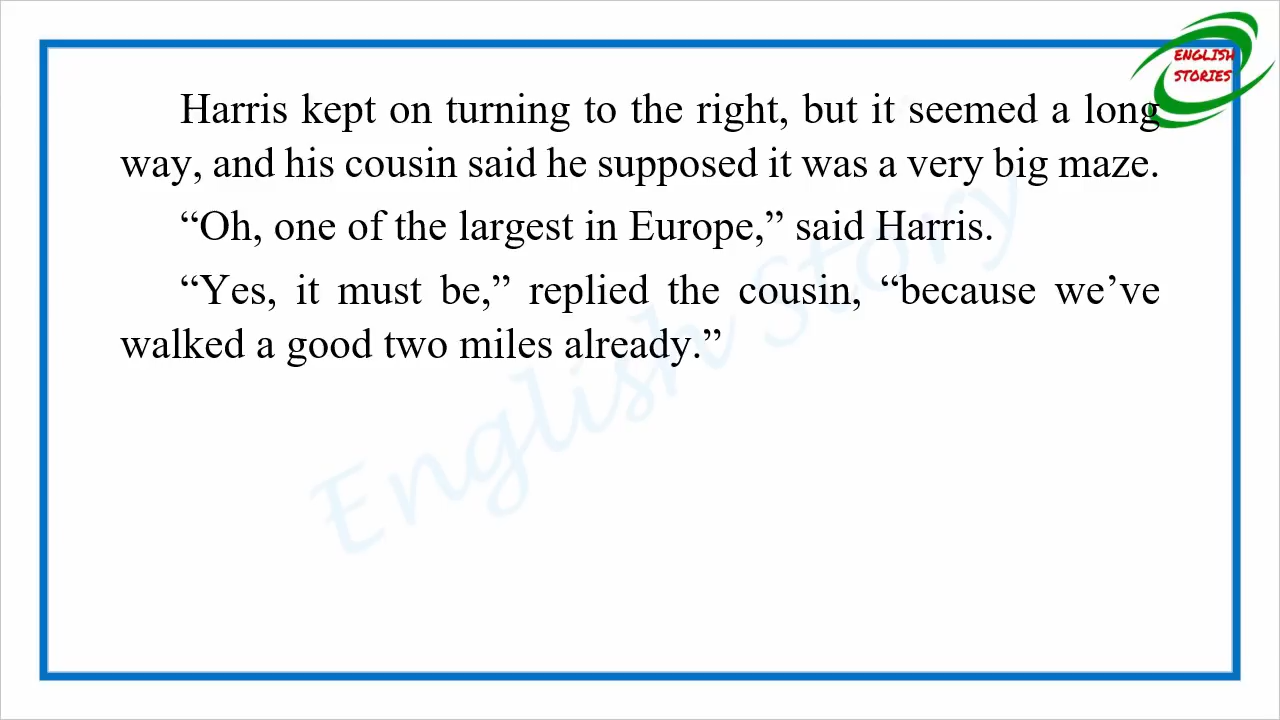 ENGLISH
STORIES
Harris kept on turning to the right, but it seemed a long
way, and his cousin said he supposed it was a very big maze.
“Oh, one of the largest in Europe,” said Harris.
“Yes, it must be,” replied the cousin, “because we’ve
walked a good two miles already.”
English Story